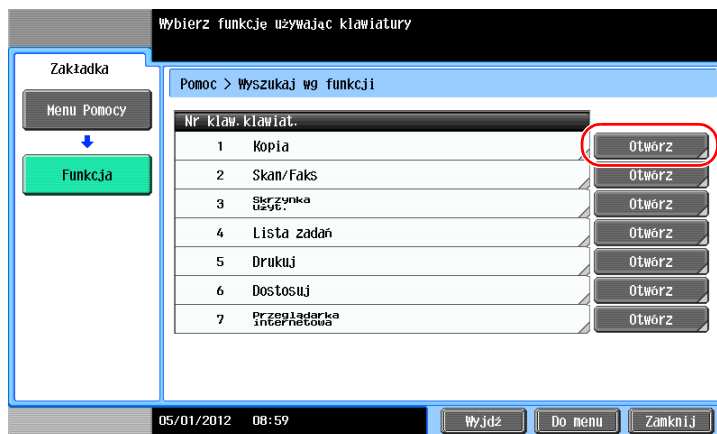 Wybierz funkcję używając klawiatury
Zakładka
Menu Pomocy
Funkcja
Pomoc > Wyszukaj wg funkcji
Nr klaw.klawiat.
1 Kopia Otwórz
2 Skan/Faks Otwórz
3 Skrzynka użyt. Otwórz
4 Lista zadań Otwórz
5 Drukuj Otwórz
6 Dostosuj Otwórz
7 Przeglądarka internetowa Otwórz
05/01/2012 08:59 Wyjdź Do menu Zamknij